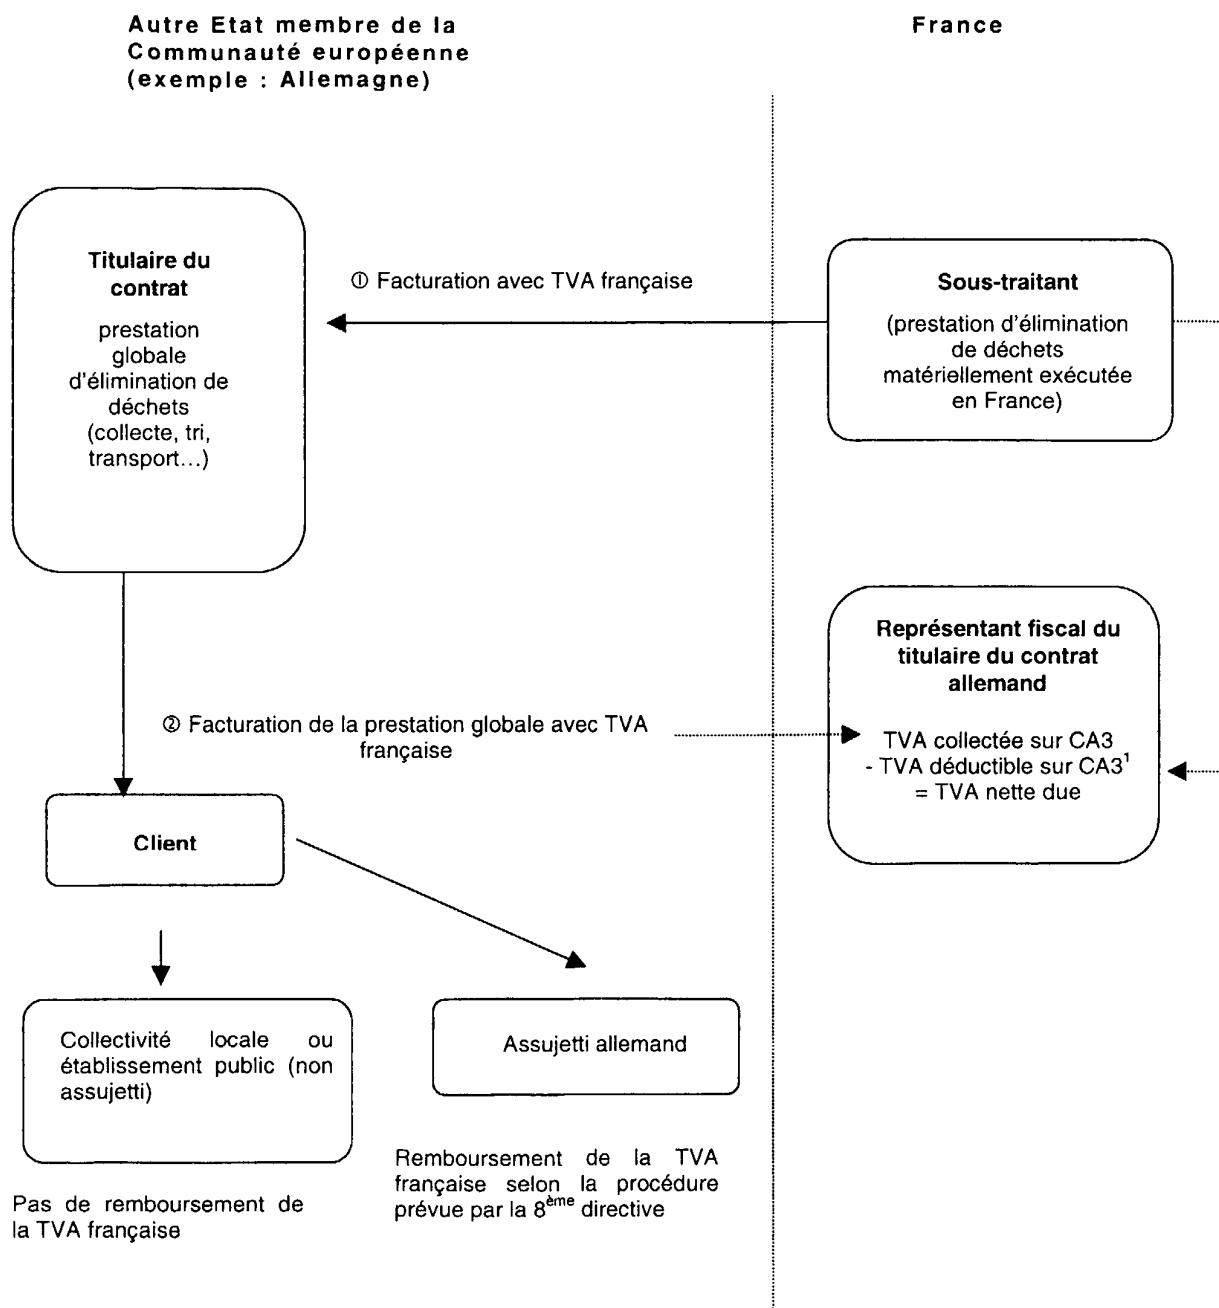 Autre Etat membre de la
Communauté européenne
(exemple : Allemagne)
France
Titulaire du
contrat
prestation
globale
d'élimination de
déchets
(collecte, tri,
transport…)
① Facturation avec TVA française
Sous-traitant
(prestation d'élimination
de déchets
matériellement exécutée
en France)
Représentant fiscal du
titulaire du contrat
allemand
② Facturation de la prestation globale avec TVA
française
TVA collectée sur CA3
- TVA déductible sur CA3¹
= TVA nette due
Client
Collectivité locale ou
établissement public (non
assujetti)
Assujetti allemand
Pas de remboursement de
la TVA française
Remboursement de la TVA
française selon la procédure
prévue par la 8ème directive